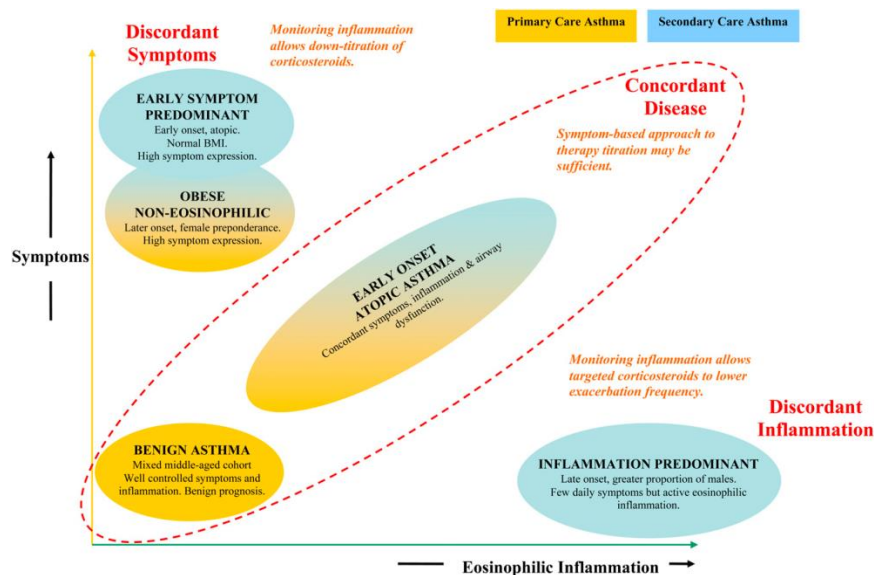 Discordant
Symptoms
Monitoring inflammation
allows down-titration of
corticosteroids.
Primary Care Asthma
Secondary Care Asthma
EARLY SYMPTOM
PREDOMINANT
Early onset, atopic.
Normal BMI.
High symptom expression.
Concordant
Disease
Symptom-based approach to
therapy titration may be
sufficient.
OBESE
NON-EOSINOPHILIC
Later onset, female preponderance.
High symptom expression.
Symptoms
EARLY ONSET
ATOPIC ASTHMA
Concordant symptoms, inflammation & airway
dysfunction.
Monitoring inflammation allows
targeted corticosteroids to lower
exacerbation frequency.
Discordant
Inflammation
BENIGN ASTHMA
Mixed middle-aged cohort
Well controlled symptoms and
inflammation. Benign prognosis.
INFLAMMATION PREDOMINANT
Late onset, greater proportion of males.
Few daily symptoms but active eosinophilic
inflammation.
Eosinophilic Inflammation